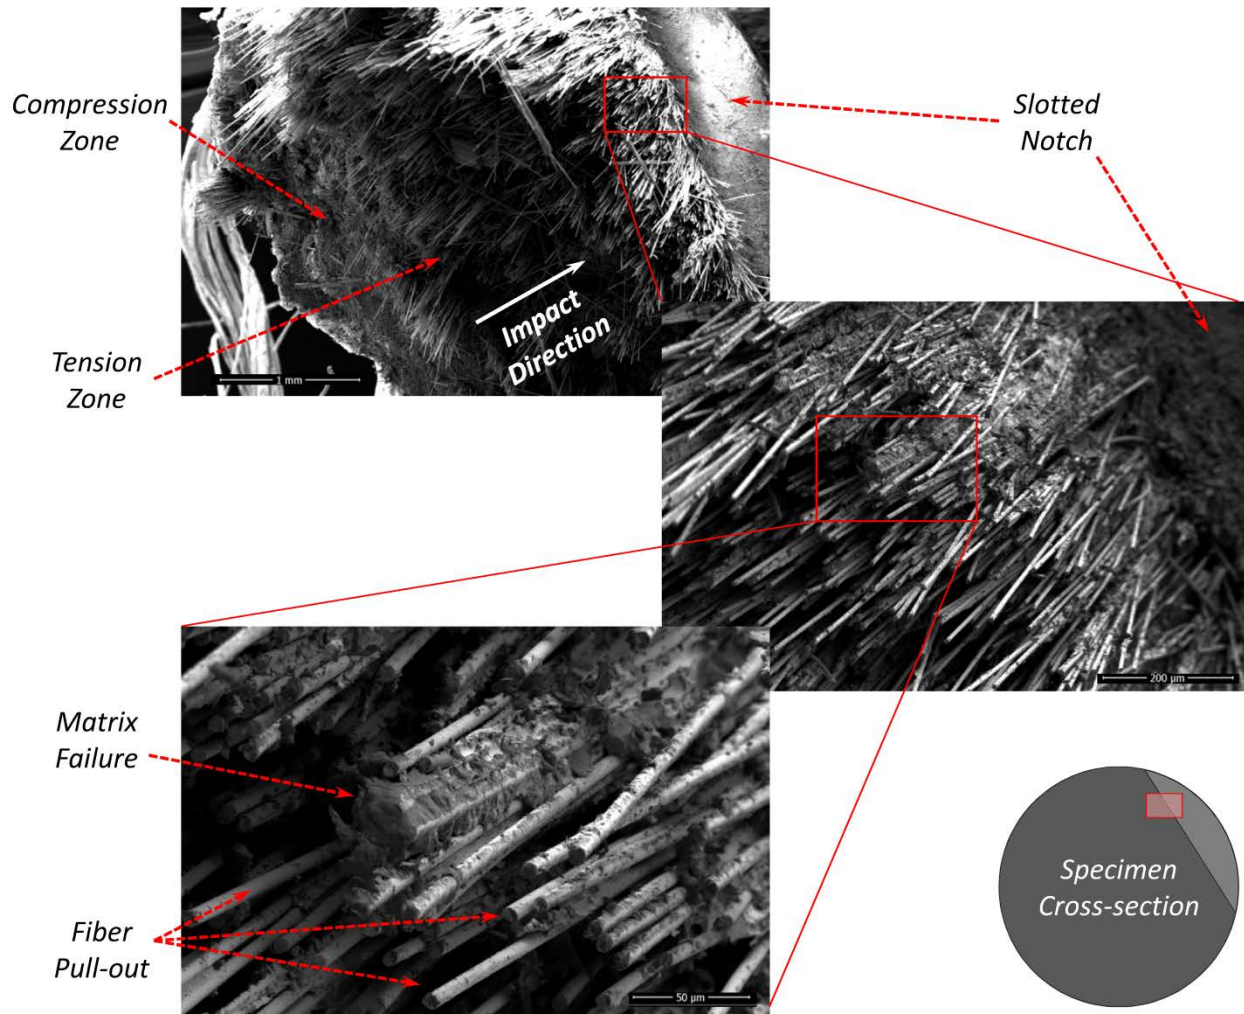 Compression
Zone
Slotted
Notch
Impact
Direction
Tension
Zone
1 mm
200 µm
Matrix
Failure
Specimen
Cross-section
Fiber
Pull-out
50 µm